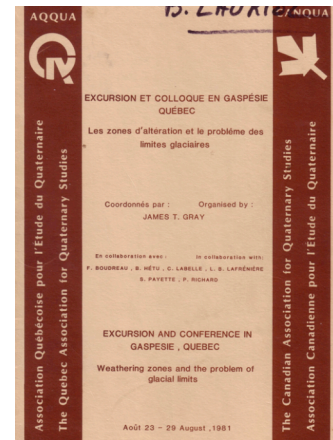 B. LAURIOL
AQQUA
CANQUA
EXCURSION ET COLLOQUE EN GASPÉSIE
QUÉBEC
Les zones d'altération et le problème des
limites glaciaires
Coordonnés par : Organised by :
JAMES T. GRAY
En collaboration avec : In collaboration with:
F. BOUDREAU , B. HÉTU , C. LABELLE , L. S. LAFRÉNIÈRE
S. PAYETTE , P. RICHARD
EXCURSION AND CONFERENCE IN
GASPESIE , QUEBEC
Weathering zones and the problem of
glacial limits
Août 23 - 29 August ,1981
Association Québécoise pour l'Étude du Quaternaire
The Quebec Association for Quaternary Studies
The Canadian Association for Quaternary Studies
Association Canadienne pour l'Étude du Quaternaire